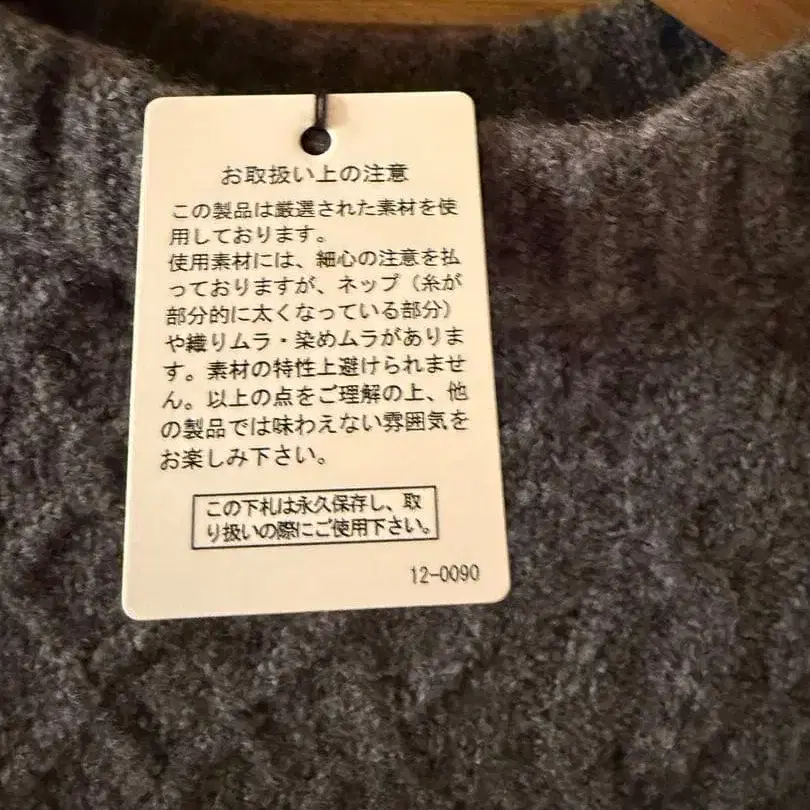 お取扱い上の注意
この製品は厳選された素材を使
用しております。
使用素材には、細心の注意を払
っておりますが、ネップ（糸が
部分的に太くなっている部分）
や織りムラ・染めムラがありま
す。素材の特性上避けられませ
ん。以上の点をご理解の上、他
の製品では味わえない雰囲気を
お楽しみ下さい。
この下札は永久保存し、取
り扱いの際にご使用下さい。
12-0090